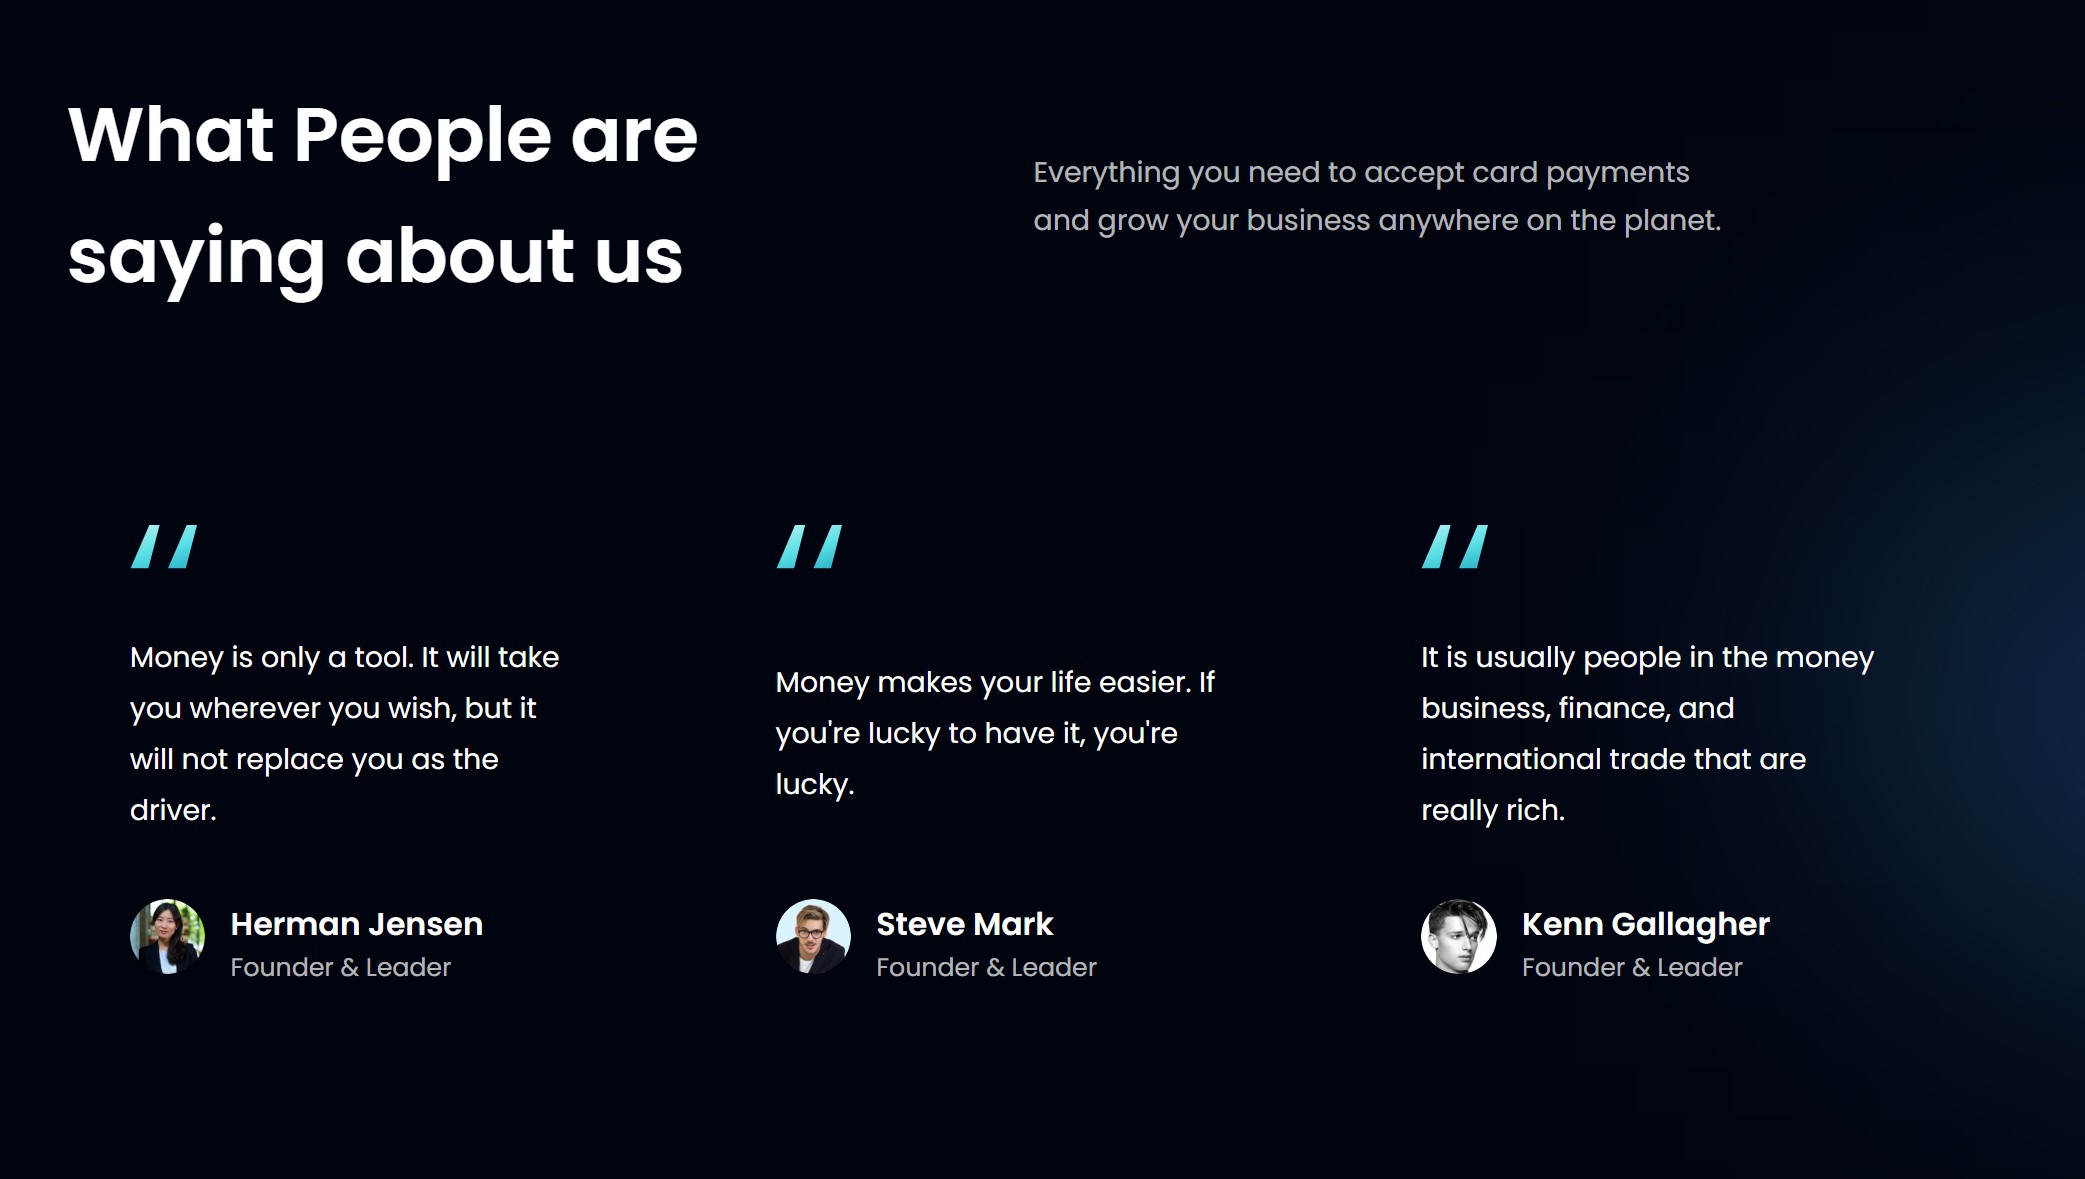 What People are
saying about us
Everything you need to accept card payments
and grow your business anywhere on the planet.
Money is only a tool. It will take
you wherever you wish, but it
will not replace you as the
driver.
Herman Jensen
Founder & Leader
Money makes your life easier. If
you're lucky to have it, you're
lucky.
Steve Mark
Founder & Leader
It is usually people in the money
business, finance, and
international trade that are
really rich.
Kenn Gallagher
Founder & Leader